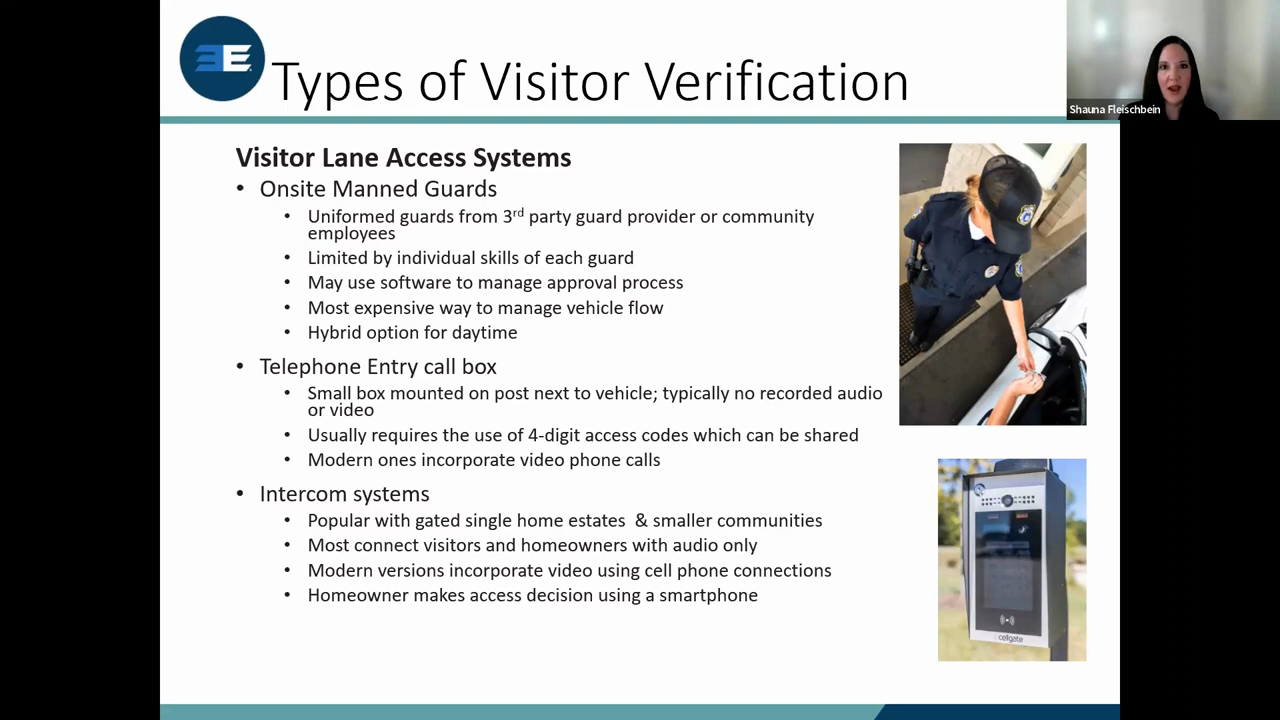 Types of Visitor Verification
Shauna Fleischbein
Visitor Lane Access Systems
• Onsite Manned Guards
• Uniformed guards from 3rd party guard provider or community
employees
• Limited by individual skills of each guard
• May use software to manage approval process
• Most expensive way to manage vehicle flow
• Hybrid option for daytime
• Telephone Entry call box
• Small box mounted on post next to vehicle; typically no recorded audio
or video
• Usually requires the use of 4-digit access codes which can be shared
• Modern ones incorporate video phone calls
• Intercom systems
• Popular with gated single home estates & smaller communities
• Most connect visitors and homeowners with audio only
• Modern versions incorporate video using cell phone connections
• Homeowner makes access decision using a smartphone
cellgate